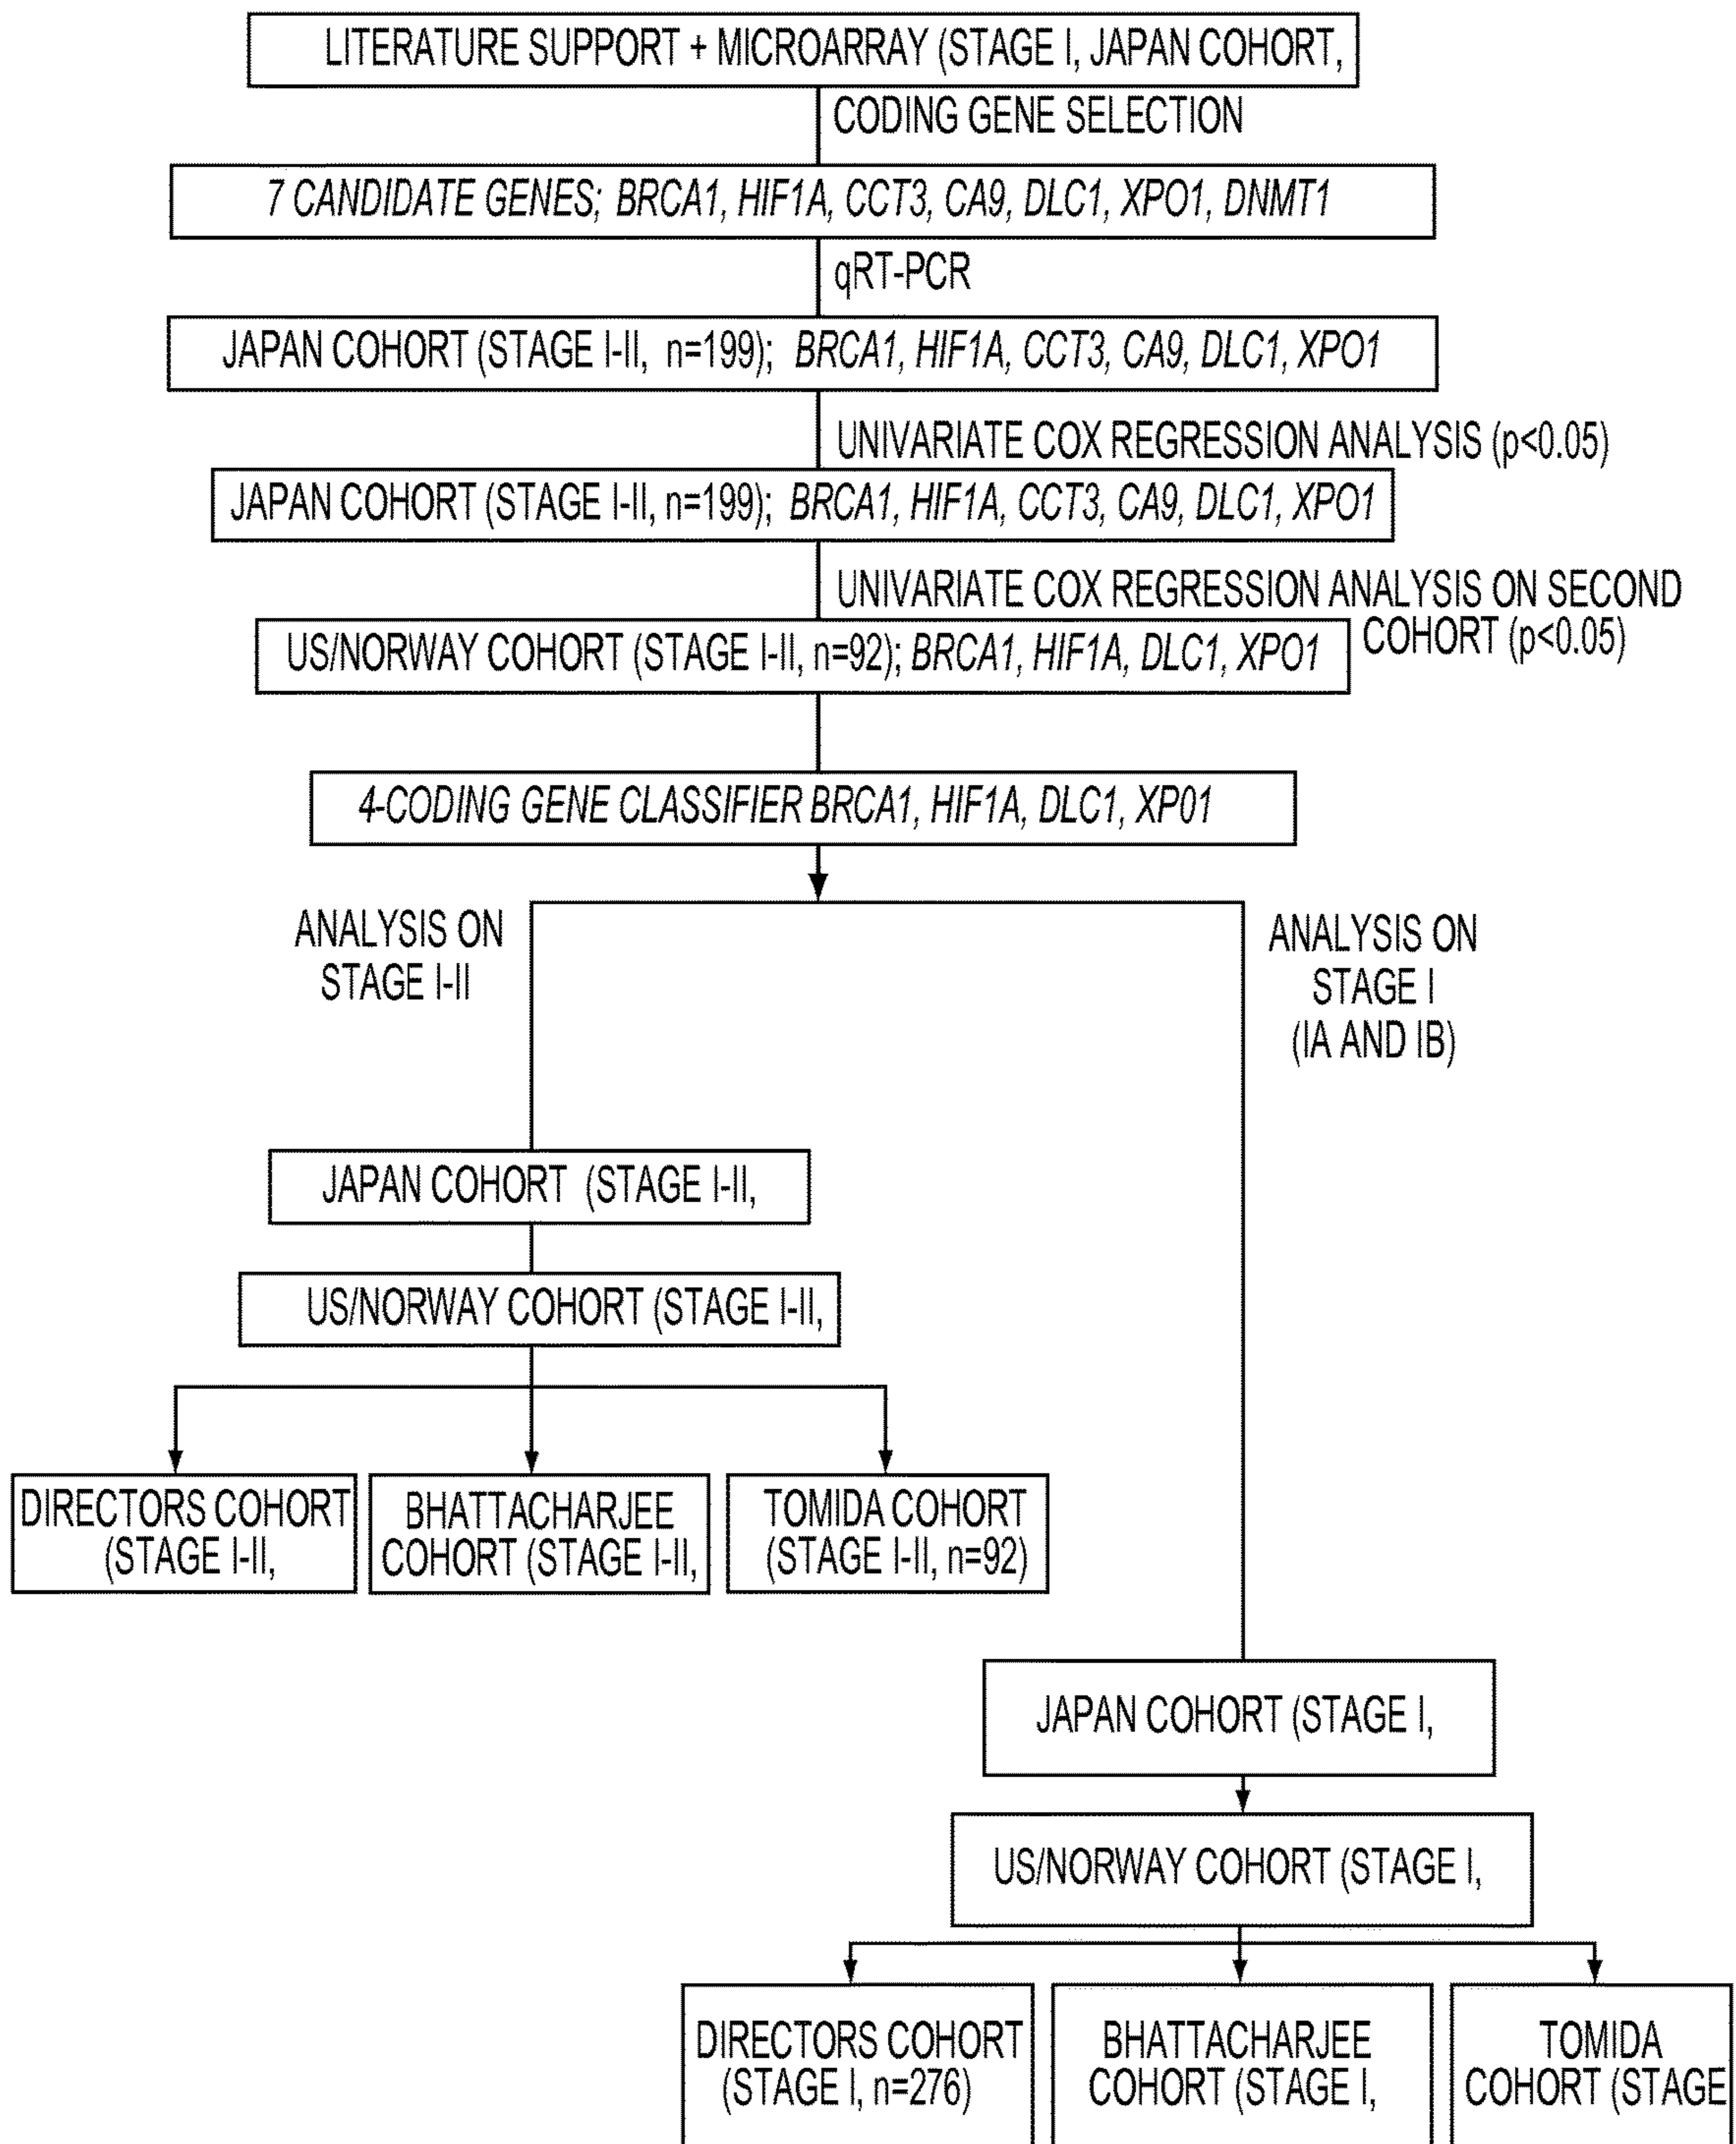 LITERATURE SUPPORT + MICROARRAY (STAGE I, JAPAN COHORT,
CODING GENE SELECTION
7 CANDIDATE GENES; BRCA1, HIF1A, CCT3, CA9, DLC1, XPO1, DNMT1
qRT-PCR
JAPAN COHORT (STAGE I-II, n=199); BRCA1, HIF1A, CCT3, CA9, DLC1, XPO1
UNIVARIATE COX REGRESSION ANALYSIS (p<0.05)
JAPAN COHORT (STAGE I-II, n=199); BRCA1, HIF1A, CCT3, CA9, DLC1, XPO1
UNIVARIATE COX REGRESSION ANALYSIS ON SECOND
COHORT (p<0.05)
US/NORWAY COHORT (STAGE I-II, n=92); BRCA1, HIF1A, DLC1, XPO1
4-CODING GENE CLASSIFIER BRCA1, HIF1A, DLC1, XP01
ANALYSIS ON
STAGE I-II
ANALYSIS ON
STAGE I
(IA AND IB)
JAPAN COHORT (STAGE I-II,
US/NORWAY COHORT (STAGE I-II,
DIRECTORS COHORT
(STAGE I-II,
BHATTACHARJEE
COHORT (STAGE I-II,
TOMIDA COHORT
(STAGE I-II, n=92)
JAPAN COHORT (STAGE I,
US/NORWAY COHORT (STAGE I,
DIRECTORS COHORT
(STAGE I, n=276)
BHATTACHARJEE
COHORT (STAGE I,
TOMIDA
COHORT (STAGE